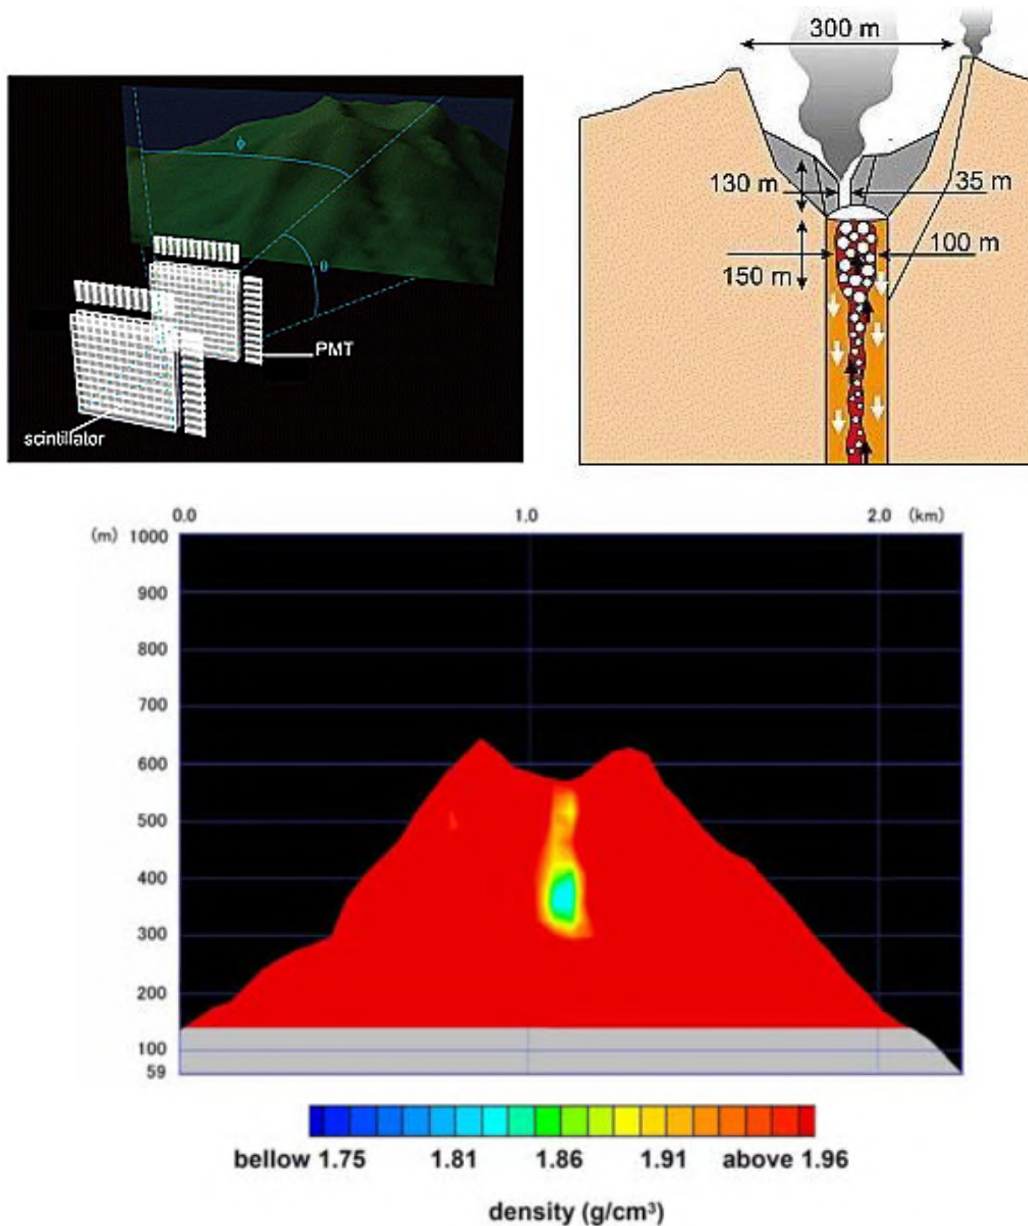 300 m
130 m
35 m
150 m
100 m
ϕ
θ
PMT
scintillator
0.0 1.0 2.0 (km)
(m) 1000
900
800
700
600
500
400
300
200
100
59
bellow 1.75 1.81 1.86 1.91 above 1.96
density (g/cm³)